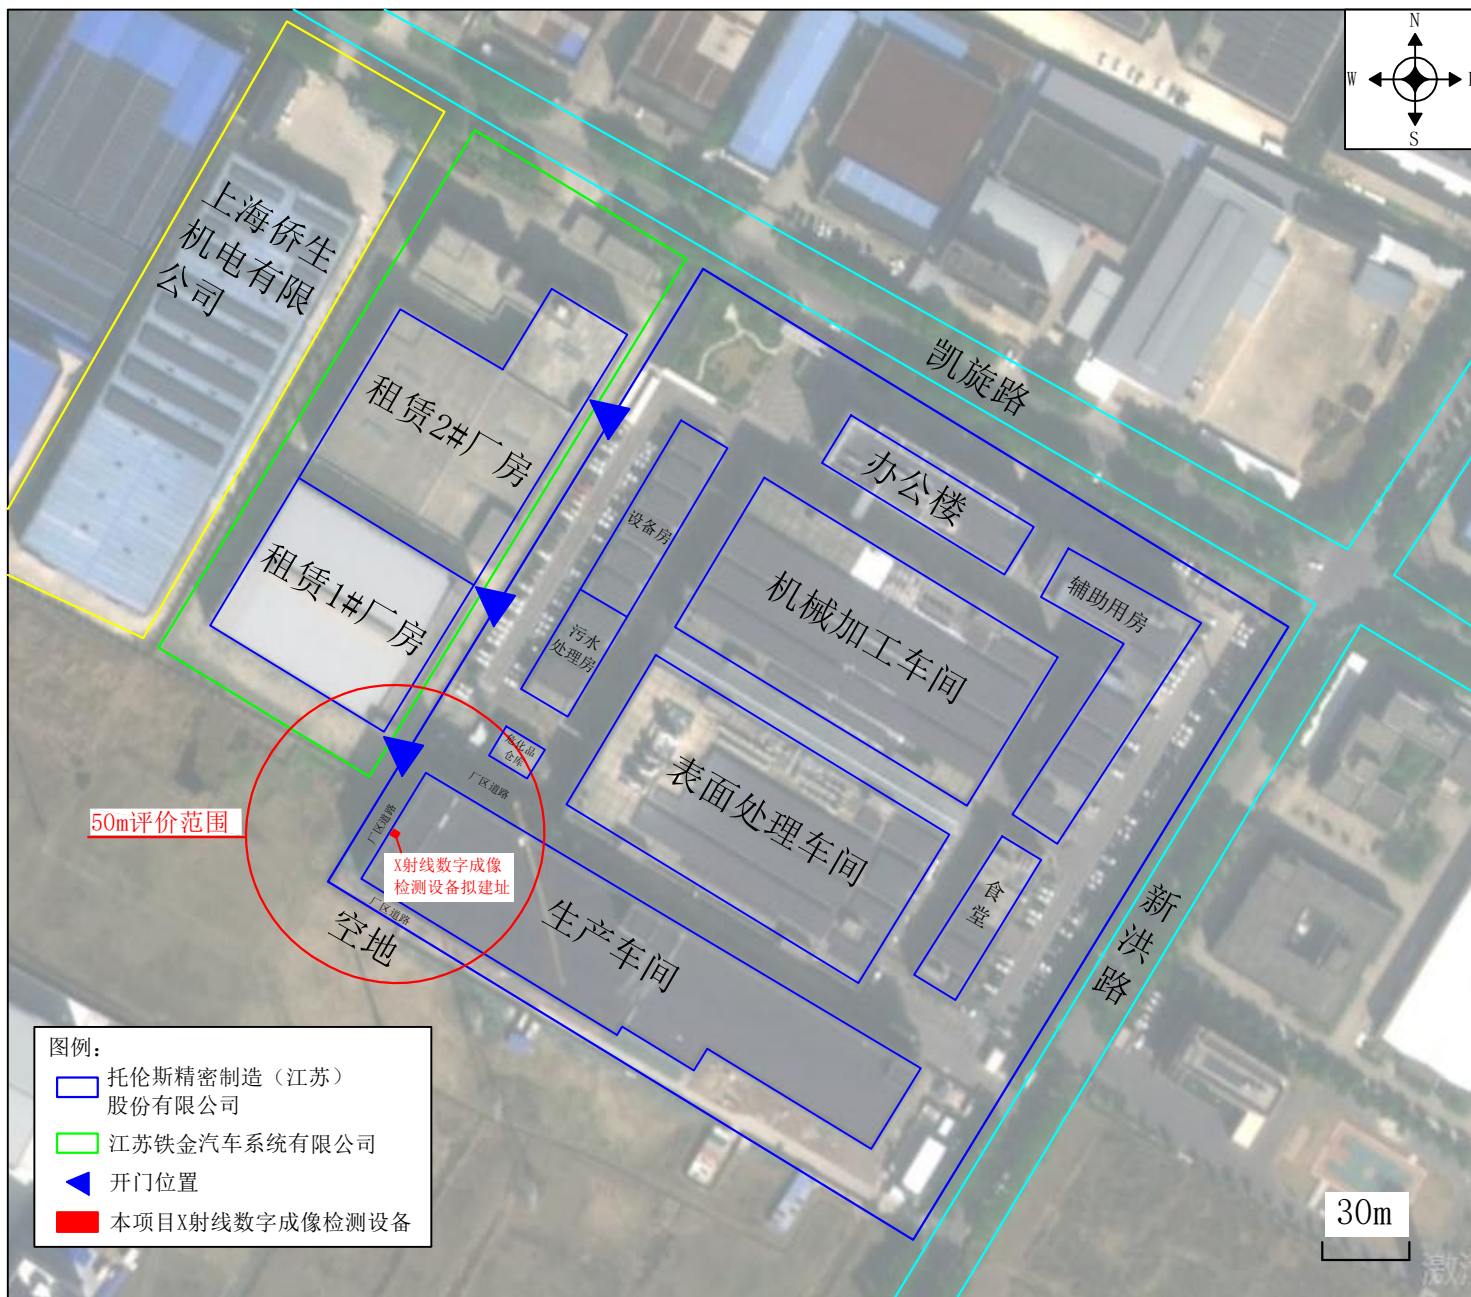 N
W
S
上海侨生
机电有限
公司
凯旋路
租赁2#厂房
办公楼
设备房
机械加工车间
辅助用房
租赁1#厂房
污水
处理房
危化品
仓库
厂区道路
表面处理车间
厂区道路
50m评价范围
X射线数字成像
检测设备拟建址
食堂
新洪路
厂区道路
空地
生产车间
图例：
托伦斯精密制造（江苏）
股份有限公司
江苏铁金汽车系统有限公司
开门位置
本项目X射线数字成像检测设备
30m